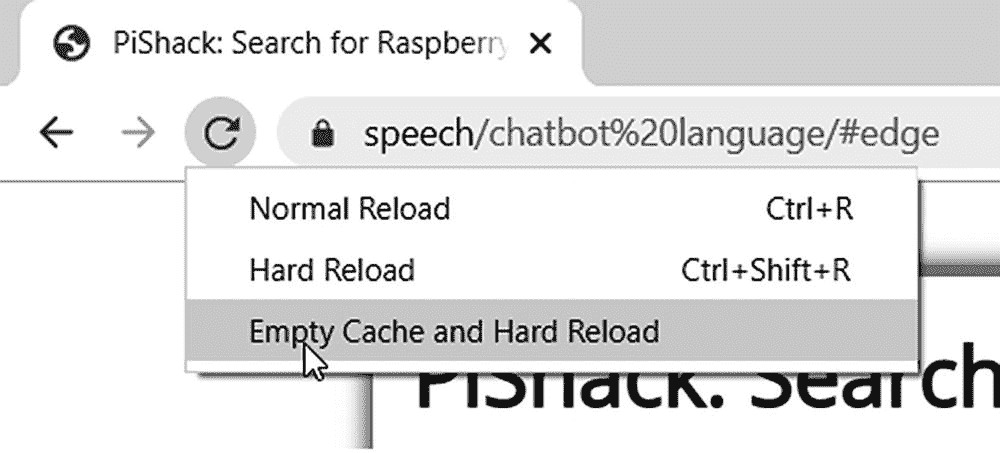 PiShack: Search for Raspberry
speech/chatbot%20language/#edge
Normal Reload Ctrl+R
Hard Reload Ctrl+Shift+R
Empty Cache and Hard Reload
PiShack. Search